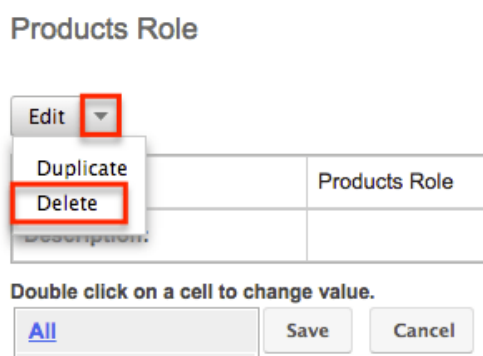 Products Role
Edit
Duplicate
Products Role
Delete
Description:
Double click on a cell to change value.
All Save Cancel